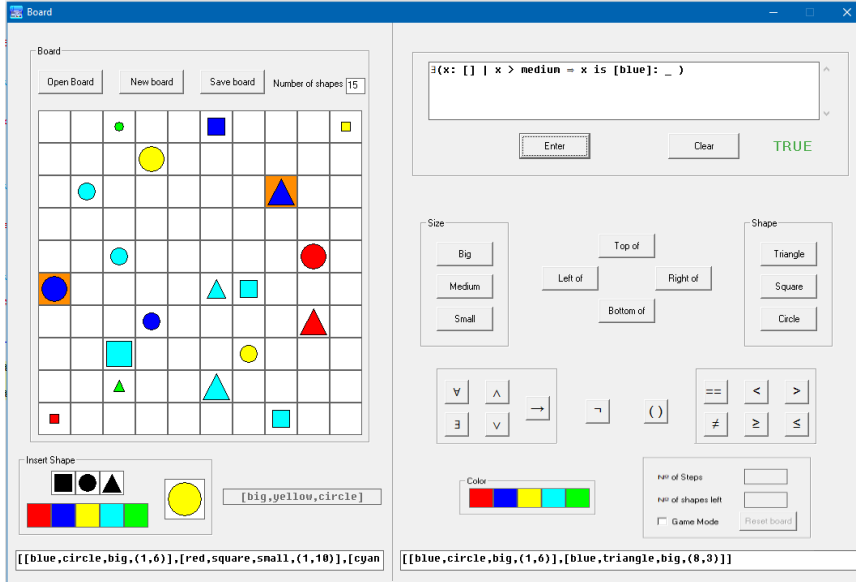 Board
Board
Open Board
New board
Save board
Number of shapes
15
∃(x: [] | x > medium → x is [blue]: _ )
Enter
Clear
TRUE
Size
Big
Medium
Small
Top of
Left of
Right of
Bottom of
Shape
Triangle
Square
Circle
∀
∧
∃
∨
→
¬
()
==
<
>
≠
≥
≤
Insert Shape
[big,yellow,circle]
Color
Nº of Steps
Nº of shapes left
Game Mode
Reset board
[[blue,circle,big,(1,6)],[red,square,small,(1,10)],[cyan
[[blue,circle,big,(1,6)],[blue,triangle,big,(8,3)]]